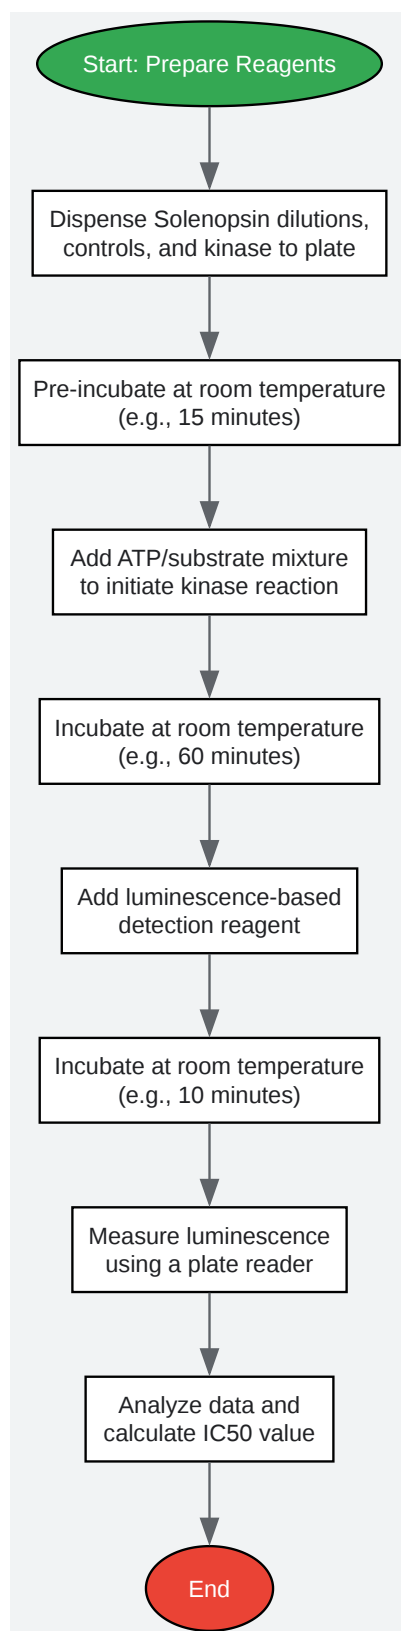 Start: Prepare Reagents
Dispense Solenopsin dilutions,
controls, and kinase to plate
Pre-incubate at room temperature
(e.g., 15 minutes)
Add ATP/substrate mixture
to initiate kinase reaction
Incubate at room temperature
(e.g., 60 minutes)
Add luminescence-based
detection reagent
Incubate at room temperature
(e.g., 10 minutes)
Measure luminescence
using a plate reader
Analyze data and
calculate IC50 value
End